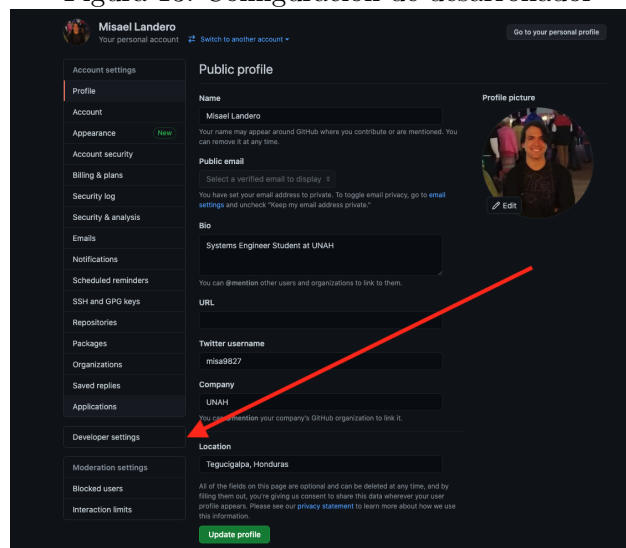 Figura 18: Configuración de desarrollador
Misael Landero
Your personal account
Switch to another account
Go to your personal profile
Account settings
Profile
Account
Appearance New
Account security
Billing & plans
Security log
Security & analysis
Emails
Notifications
Scheduled reminders
SSH and GPG keys
Repositories
Packages
Organizations
Saved replies
Applications
Developer settings
Moderation settings
Blocked users
Interaction limits
Public profile
Name
Misael Landero
Your name may appear around GitHub where you contribute or are mentioned. You
can remove it at any time.
Public email
Select a verified email to display
You have set your email address to private. To toggle email privacy, go to email
settings and uncheck "Keep my email address private."
Bio
Systems Engineer Student at UNAH
You can @mention other users and organizations to link to them.
URL
Twitter username
misa9827
Company
UNAH
You can @mention your company's GitHub organization to link it.
Location
Tegucigalpa, Honduras
All of the fields on this page are optional and can be deleted at any time, and by
filling them out, you're giving us consent to share this data wherever your user
profile appears. Please see our privacy statement to learn more about how we use
this information.
Update profile
Profile picture
Edit